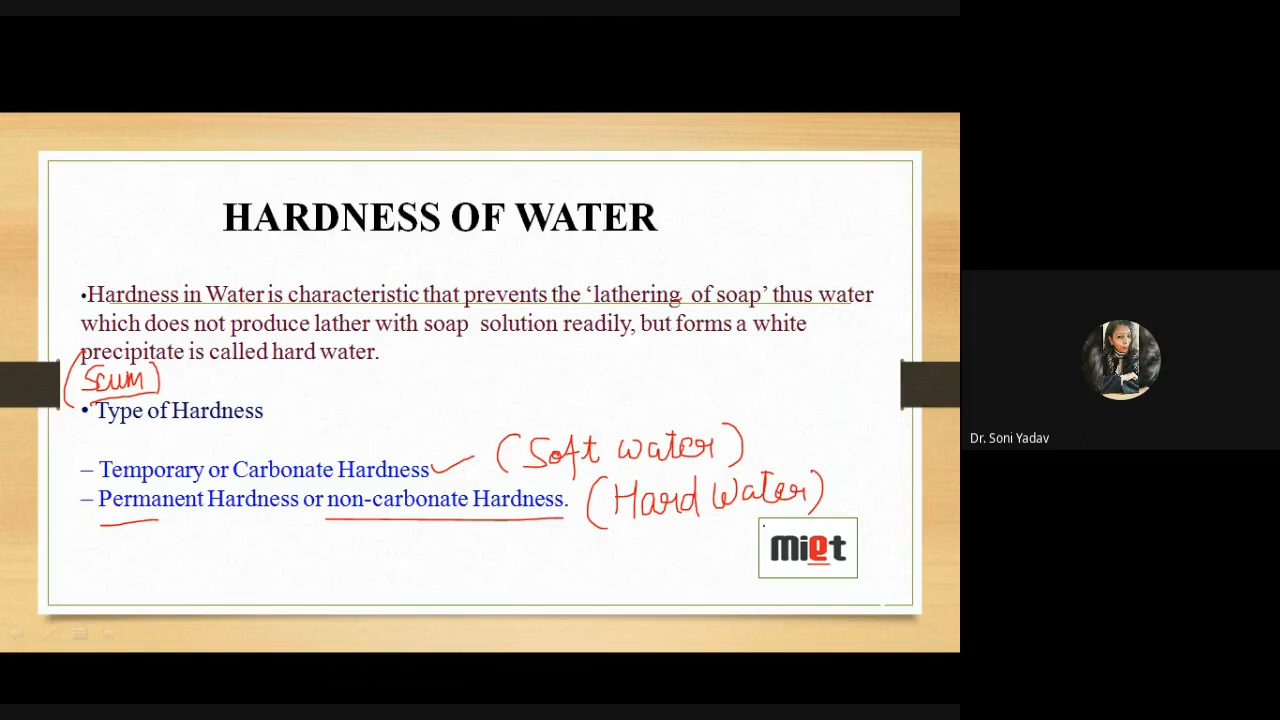 HARDNESS OF WATER
•Hardness in Water is characteristic that prevents the ‘lathering of soap’ thus water
which does not produce lather with soap solution readily, but forms a white
precipitate is called hard water.
(Scum)
• Type of Hardness
– Temporary or Carbonate Hardness (Soft water)
– Permanent Hardness or non-carbonate Hardness. (Hard Water)
miet
Dr. Soni Yadav